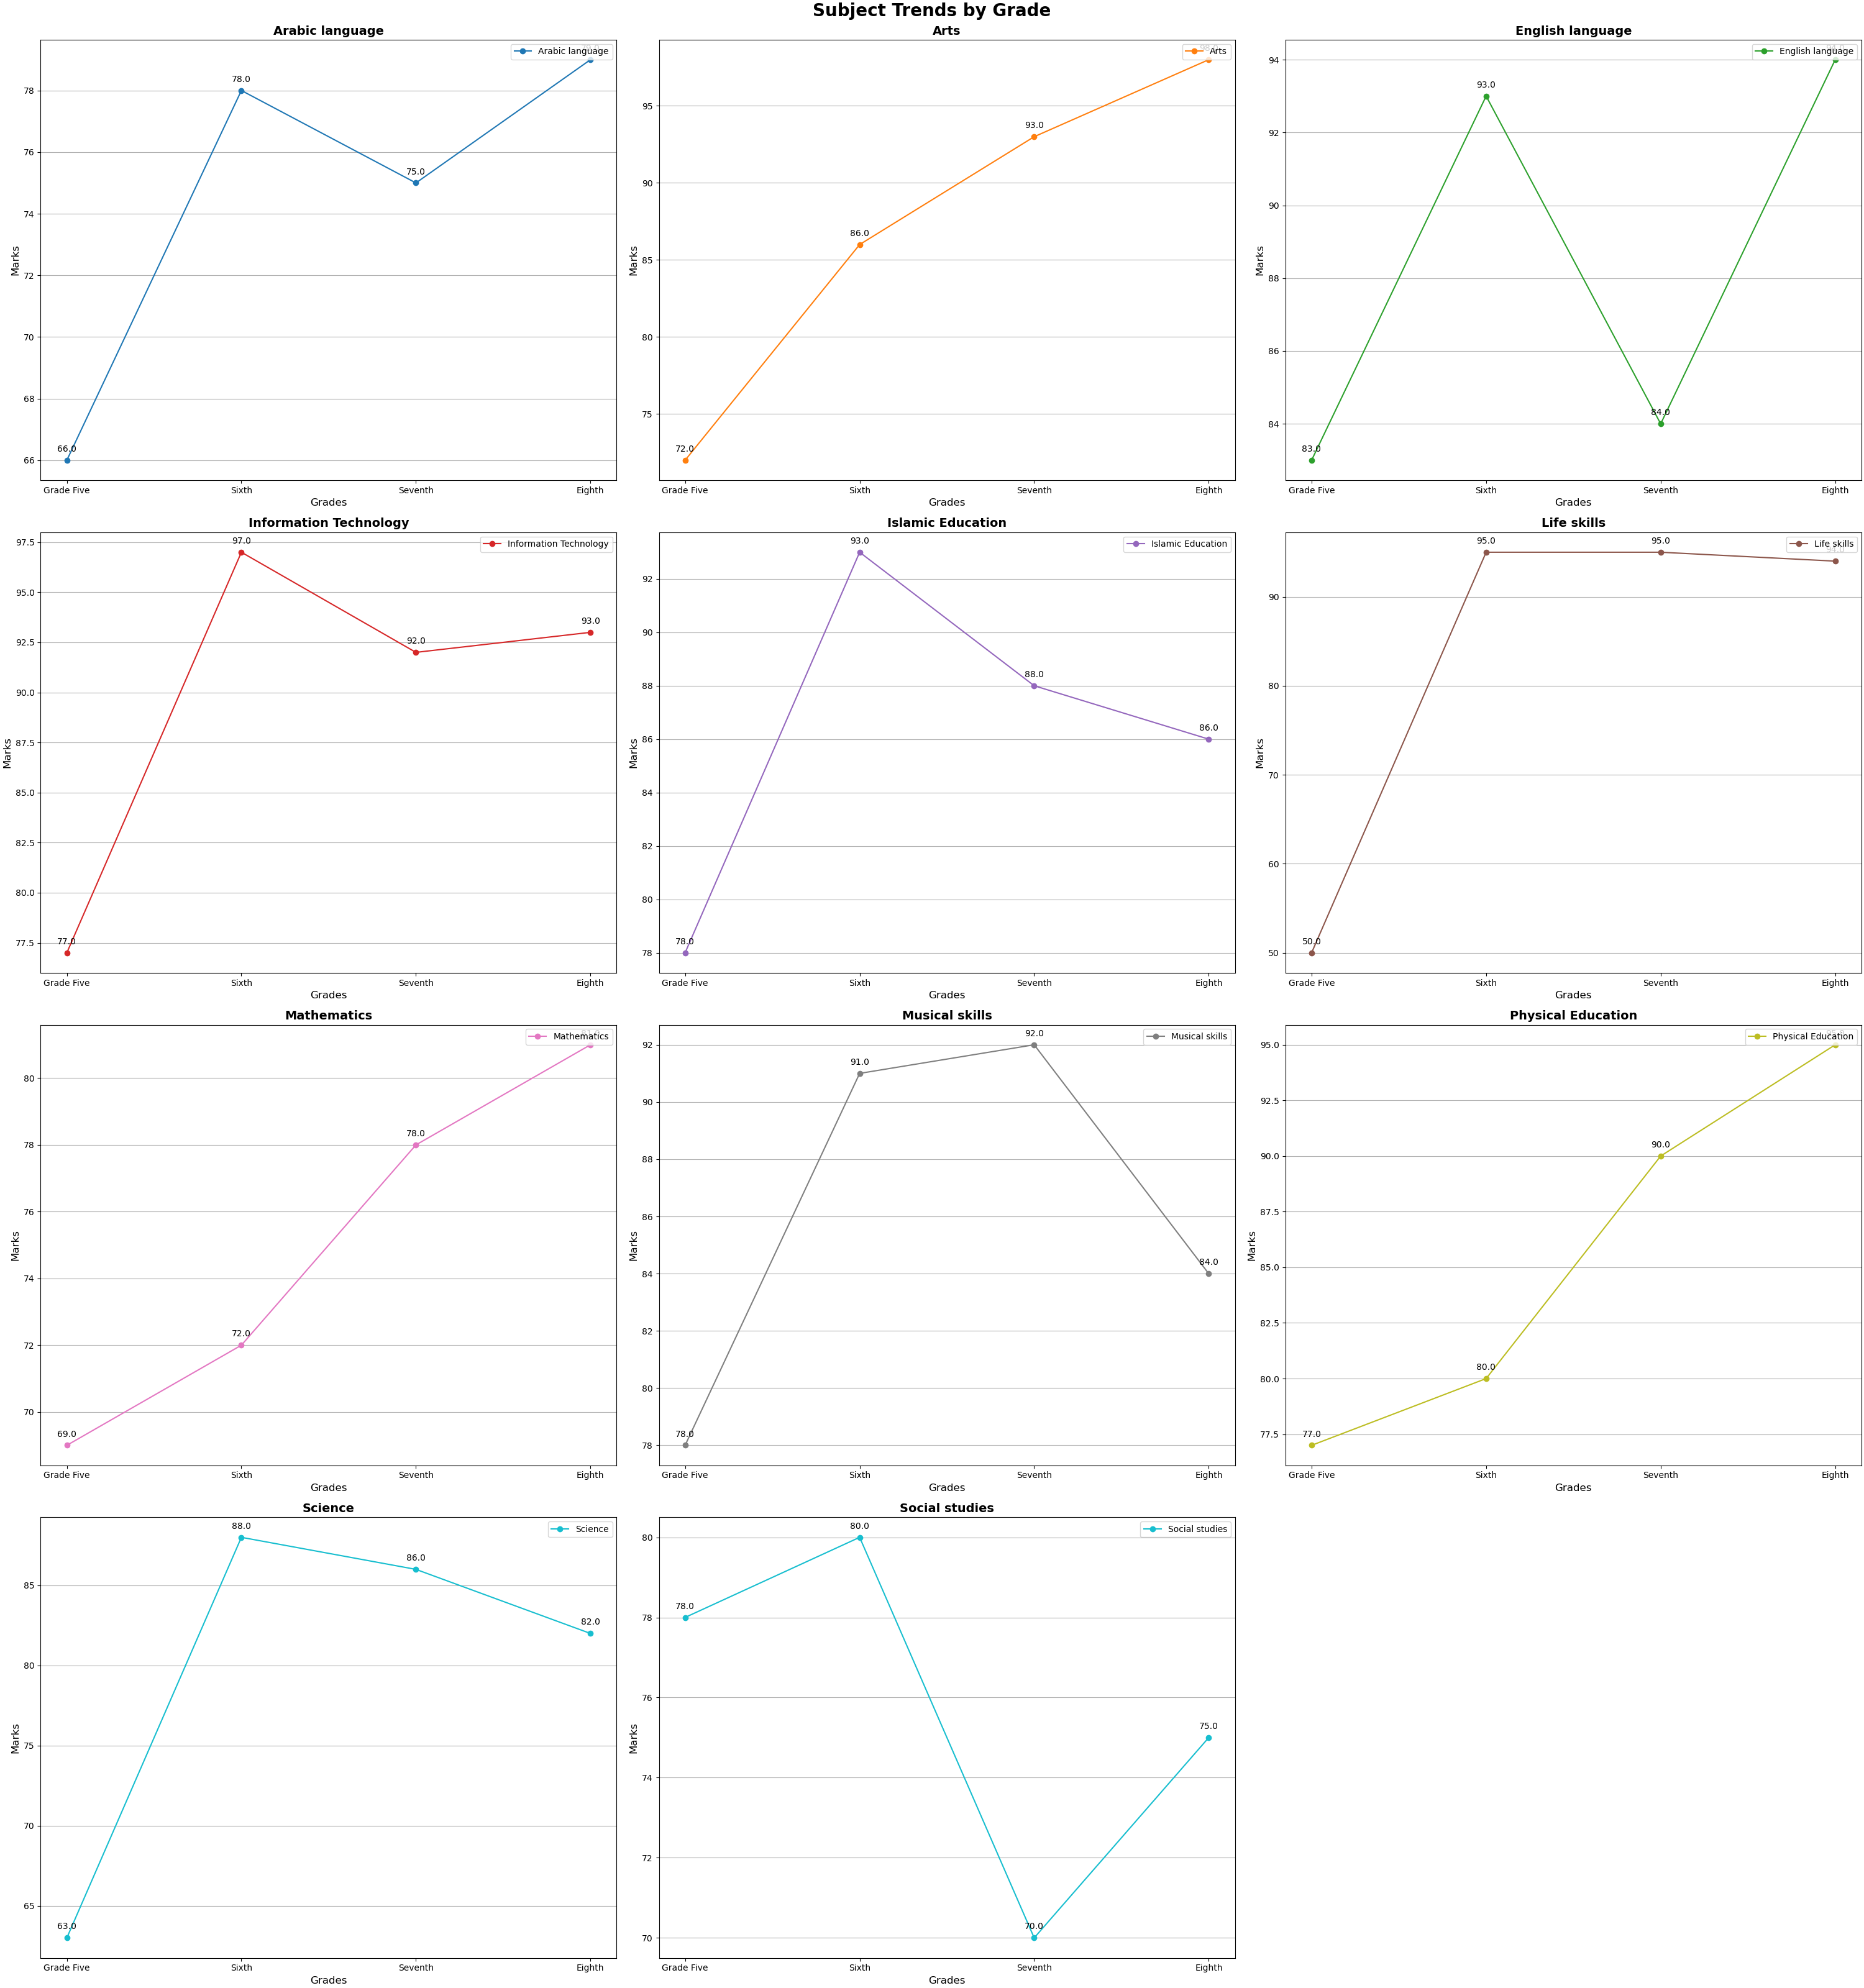 Subject Trends by Grade
Arabic language
Arabic language
78.0
75.0
66.0
78
76
74
72
70
68
66
Marks
Grade Five Sixth Seventh Eighth
Grades
Arts
Arts
93.0
86.0
72.0
95
90
85
80
75
Marks
Grade Five Sixth Seventh Eighth
Grades
English language
English language
93.0
84.0
83.0
94
92
90
88
86
84
Marks
Grade Five Sixth Seventh Eighth
Grades
Information Technology
Information Technology
97.0
92.0
93.0
77.0
97.5
95.0
92.5
90.0
87.5
85.0
82.5
80.0
77.5
Marks
Grade Five Sixth Seventh Eighth
Grades
Islamic Education
Islamic Education
93.0
88.0
86.0
78.0
92
90
88
86
84
82
80
78
Marks
Grade Five Sixth Seventh Eighth
Grades
Life skills
Life skills
95.0
95.0
94.0
50.0
90
80
70
60
50
Marks
Grade Five Sixth Seventh Eighth
Grades
Mathematics
Mathematics
78.0
72.0
69.0
80
78
76
74
72
70
Marks
Grade Five Sixth Seventh Eighth
Grades
Musical skills
Musical skills
92.0
91.0
84.0
78.0
92
90
88
86
84
82
80
78
Marks
Grade Five Sixth Seventh Eighth
Grades
Physical Education
Physical Education
90.0
80.0
77.0
95.0
92.5
90.0
87.5
85.0
82.5
80.0
77.5
Marks
Grade Five Sixth Seventh Eighth
Grades
Science
Science
88.0
86.0
82.0
63.0
85
80
75
70
65
Marks
Grade Five Sixth Seventh Eighth
Grades
Social studies
Social studies
80.0
78.0
75.0
70.0
80
78
76
74
72
70
Marks
Grade Five Sixth Seventh Eighth
Grades